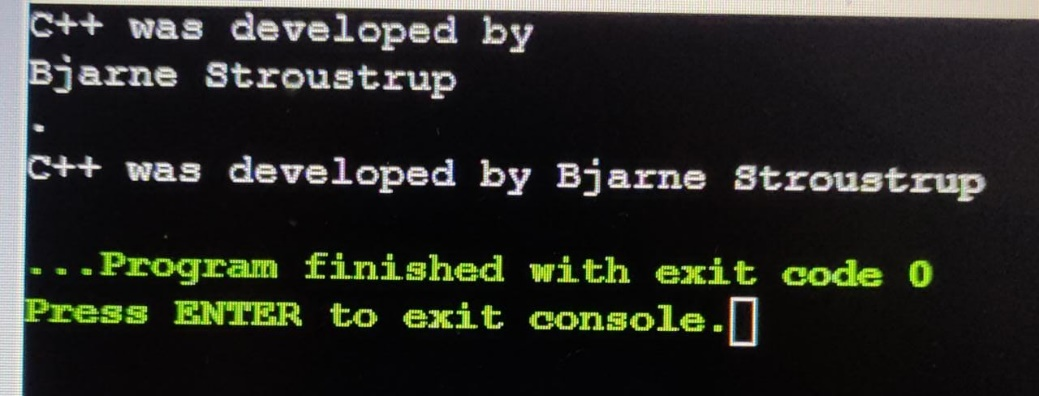 C++ was developed by
Bjarne Stroustrup
.
C++ was developed by Bjarne Stroustrup
...Program finished with exit code 0
Press ENTER to exit console.